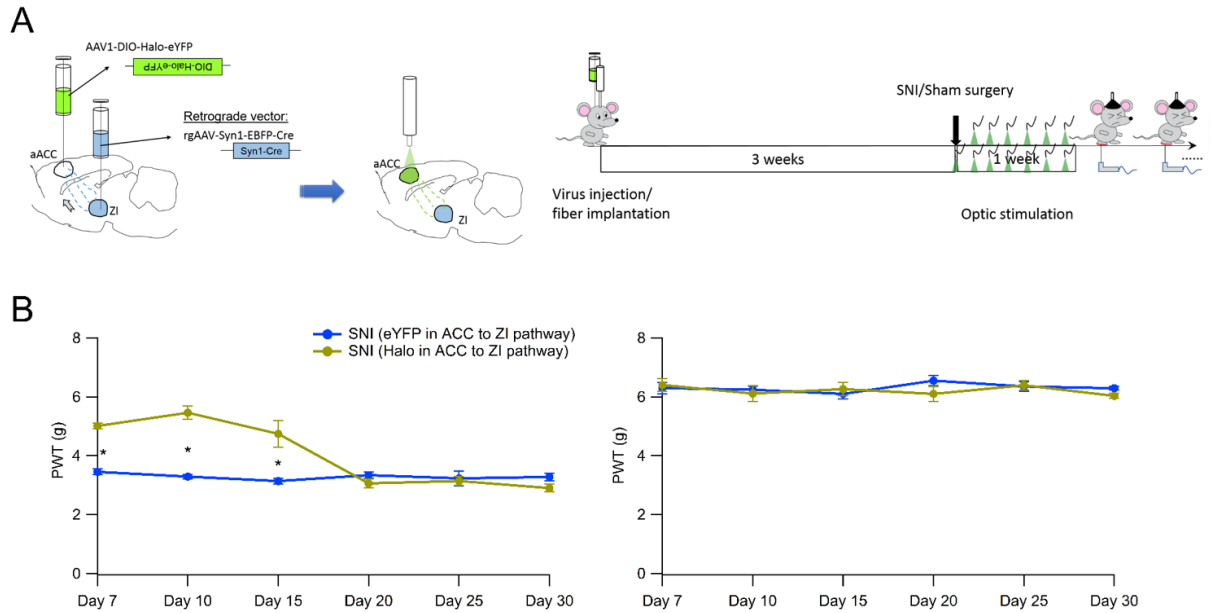 A
AAV1-DIO-Halo-eYFP
DIO-Halo-eYFP
Retrograde vector:
rgAAV-Syn1-EBFP-Cre
Syn1-Cre
aACC
ZI
aACC
ZI
SNI/Sham surgery
3 weeks
1 week
Virus injection/
fiber implantation
Optic stimulation
......
B
SNI (eYFP in ACC to ZI pathway)
SNI (Halo in ACC to ZI pathway)
PWT (g)
8
6
4
2
0
* * *
Day 7 Day 10 Day 15 Day 20 Day 25 Day 30
PWT (g)
8
6
4
2
0
Day 7 Day 10 Day 15 Day 20 Day 25 Day 30